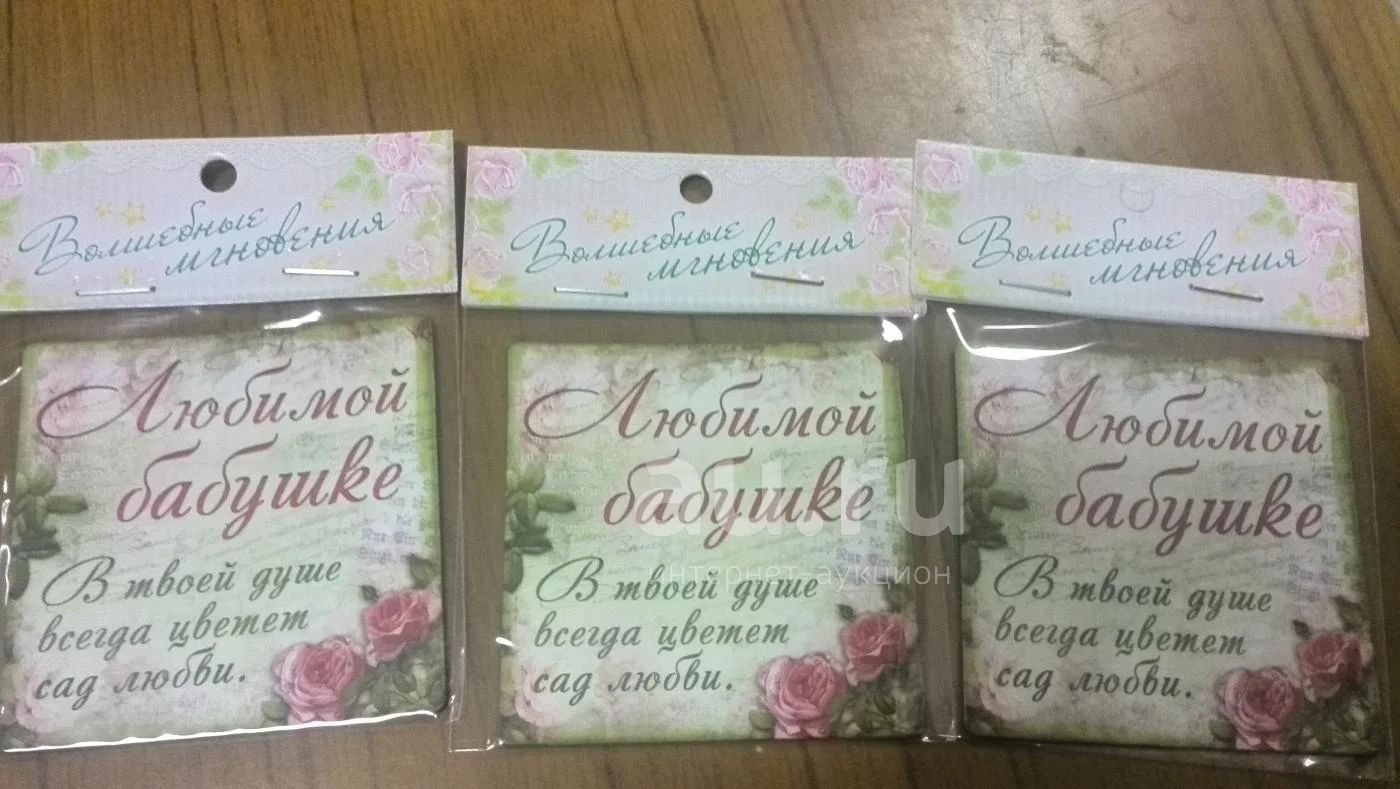 Волшебные
мгновения
Любимой
бабушке
В твоей душе
всегда цветет
сад любви.
Волшебные
мгновения
Любимой
бабушке
В твоей душе
всегда цветет
сад любви.
Волшебные
мгновения
Любимой
бабушке
В твоей душе
всегда цветет
сад любви.
au.ru
интернет-аукцион